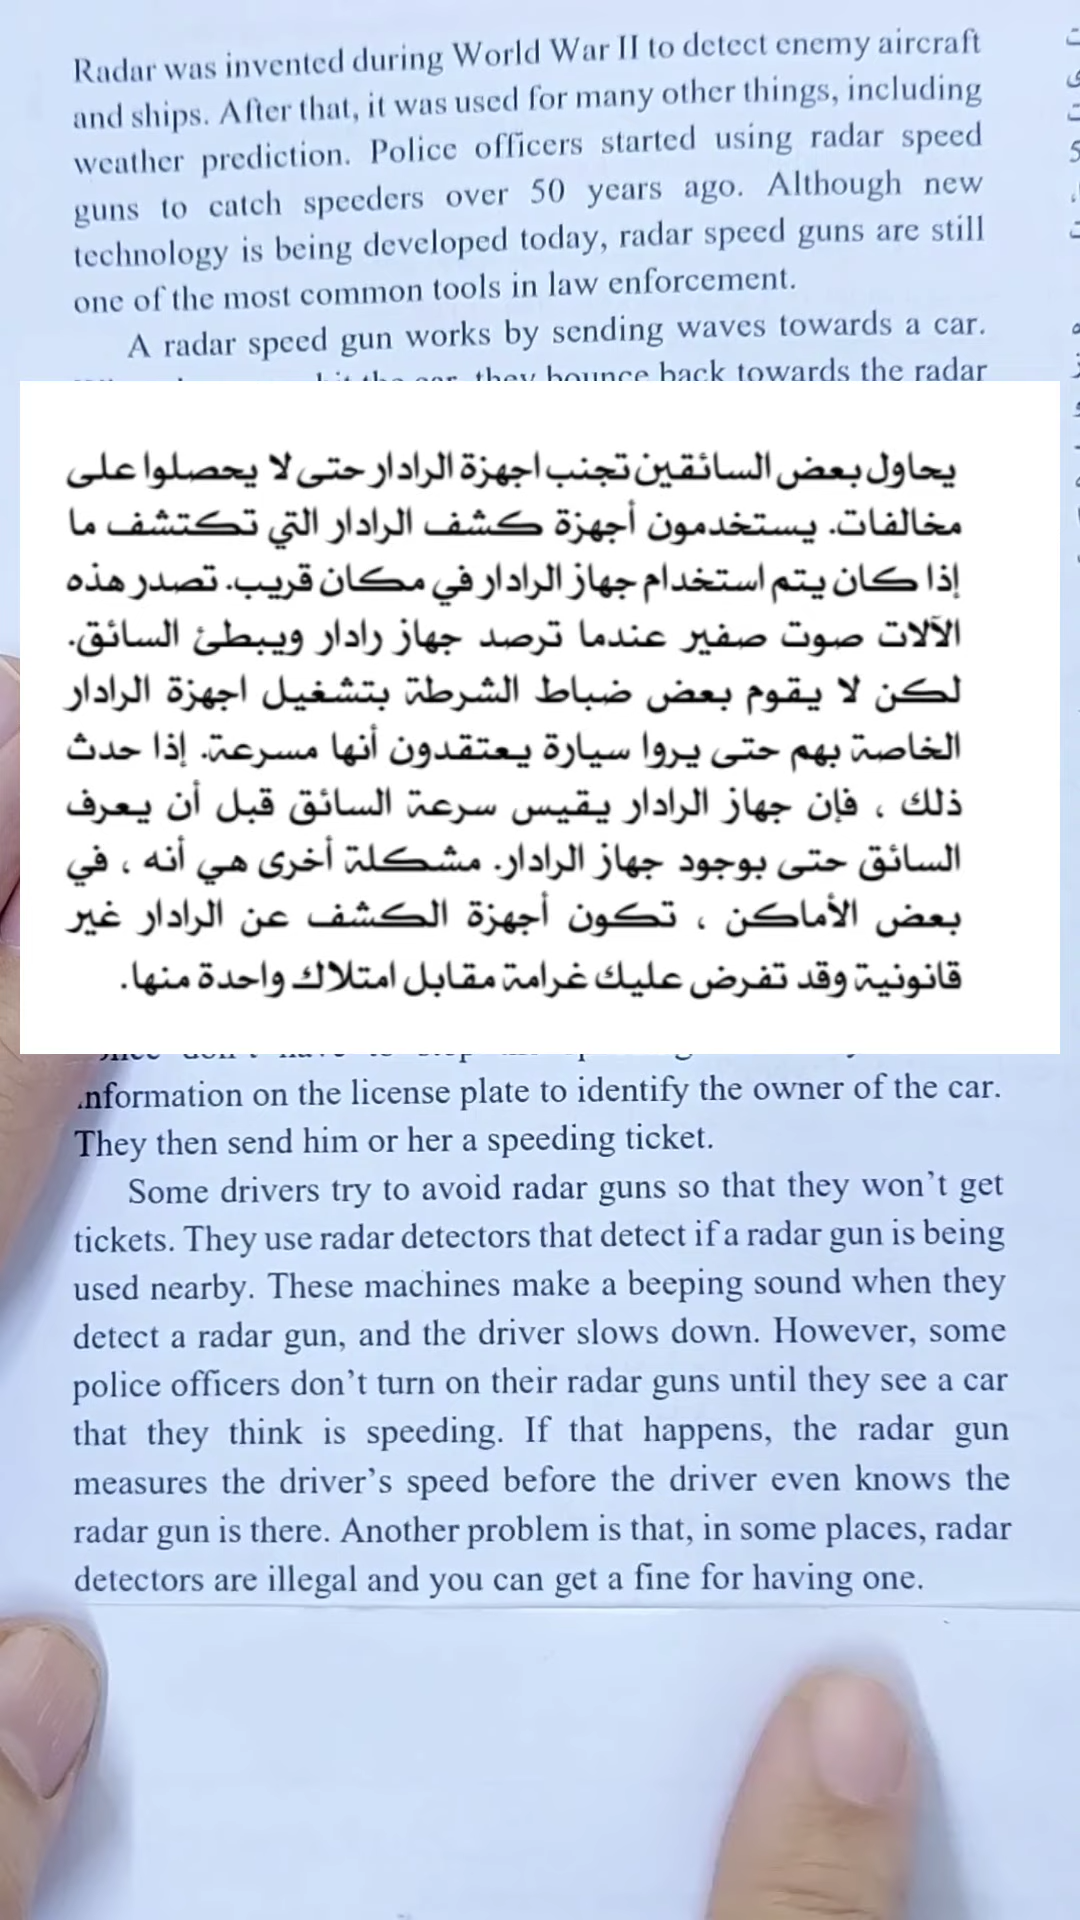 Radar was invented during World War II to detect enemy aircraft
and ships. After that, it was used for many other things, including
weather prediction. Police officers started using radar speed
guns to catch speeders over 50 years ago. Although new
technology is being developed today, radar speed guns are still
one of the most common tools in law enforcement.
A radar speed gun works by sending waves towards a car.
they bounce back towards the radar
يحاول بعض السائقين تجنب اجهزة الرادار حتى لا يحصلوا على
مخالفات. يستخدمون أجهزة كشف الرادار التي تكتشف ما
إذا كان يتم استخدام جهاز الرادار في مكان قريب. تصدر هذه
الآلات صوت صفير عندما ترصد جهاز رادار ويبطئ السائق.
لكن لا يقوم بعض ضباط الشرطة بتشغيل اجهزة الرادار
الخاصة بهم حتى يروا سيارة يعتقدون أنها مسرعة. إذا حدث
ذلك ، فإن جهاز الرادار يقيس سرعة السائق قبل أن يعرف
السائق حتى بوجود جهاز الرادار. مشكلة أخرى هي أنه ، في
بعض الأماكن ، تكون أجهزة الكشف عن الرادار غير
قانونية وقد تفرض عليك غرامة مقابل امتلاك واحدة منها.
nformation on the license plate to identify the owner of the car.
They then send him or her a speeding ticket.
Some drivers try to avoid radar guns so that they won't get
tickets. They use radar detectors that detect if a radar gun is being
used nearby. These machines make a beeping sound when they
detect a radar gun, and the driver slows down. However, some
police officers don't turn on their radar guns until they see a car
that they think is speeding. If that happens, the radar gun
measures the driver's speed before the driver even knows the
radar gun is there. Another problem is that, in some places, radar
detectors are illegal and you can get a fine for having one.